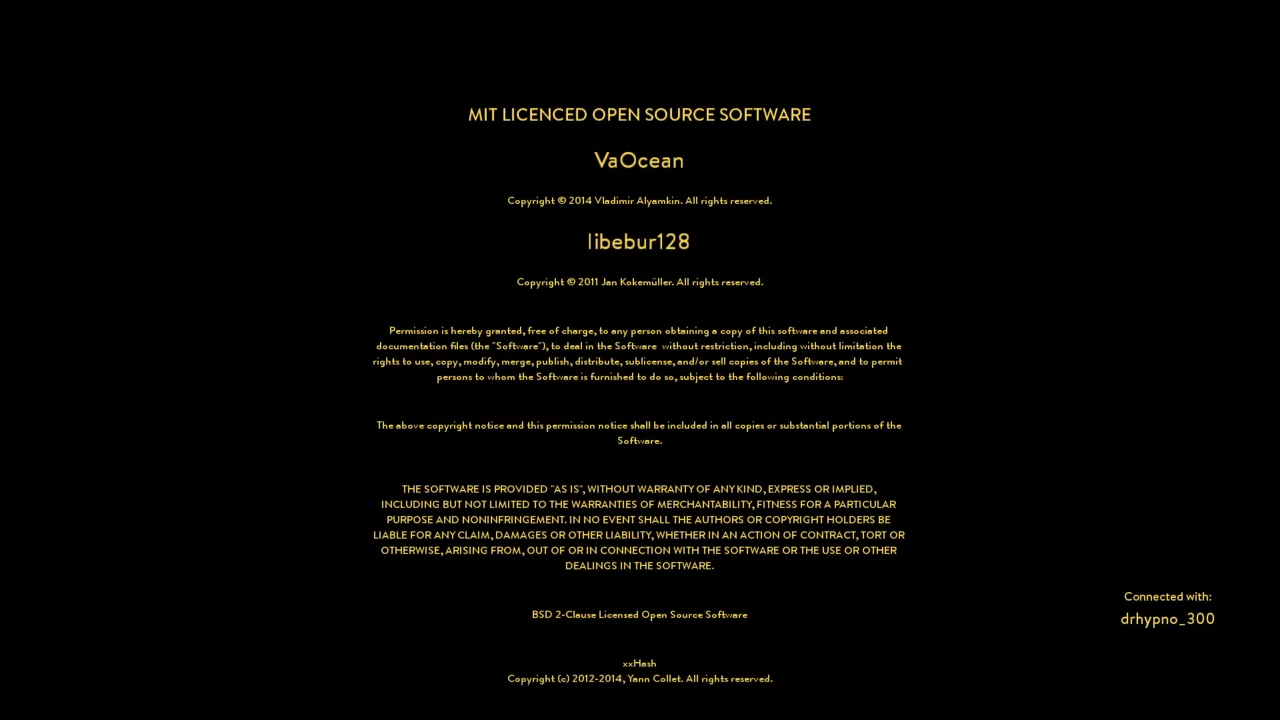 MIT LICENCED OPEN SOURCE SOFTWARE
VaOcean
Copyright © 2014 Vladimir Alyamkin. All rights reserved.
libebur128
Copyright © 2011 Jan Kokemüller. All rights reserved.
Permission is hereby granted, free of charge, to any person obtaining a copy of this software and associated
documentation files (the "Software"), to deal in the Software without restriction, including without limitation the
rights to use, copy, modify, merge, publish, distribute, sublicense, and/or sell copies of the Software, and to permit
persons to whom the Software is furnished to do so, subject to the following conditions:
The above copyright notice and this permission notice shall be included in all copies or substantial portions of the
Software.
THE SOFTWARE IS PROVIDED "AS IS", WITHOUT WARRANTY OF ANY KIND, EXPRESS OR IMPLIED,
INCLUDING BUT NOT LIMITED TO THE WARRANTIES OF MERCHANTABILITY, FITNESS FOR A PARTICULAR
PURPOSE AND NONINFRINGEMENT. IN NO EVENT SHALL THE AUTHORS OR COPYRIGHT HOLDERS BE
LIABLE FOR ANY CLAIM, DAMAGES OR OTHER LIABILITY, WHETHER IN AN ACTION OF CONTRACT, TORT OR
OTHERWISE, ARISING FROM, OUT OF OR IN CONNECTION WITH THE SOFTWARE OR THE USE OR OTHER
DEALINGS IN THE SOFTWARE.
Connected with:
drhypno_300
BSD 2-Clause Licensed Open Source Software
xxHash
Copyright (c) 2012-2014, Yann Collet. All rights reserved.